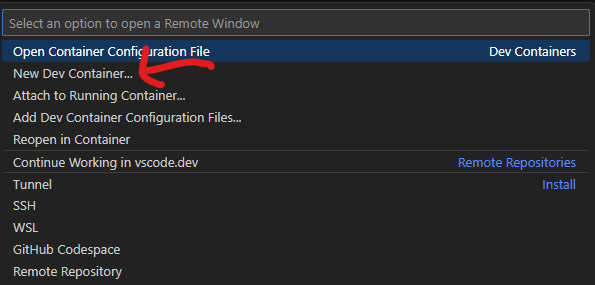 Select an option to open a Remote Window
Open Container Configuration File Dev Containers
New Dev Container...
Attach to Running Container...
Add Dev Container Configuration Files...
Reopen in Container
Continue Working in vscode.dev Remote Repositories
Tunnel Install
SSH
WSL
GitHub Codespace
Remote Repository